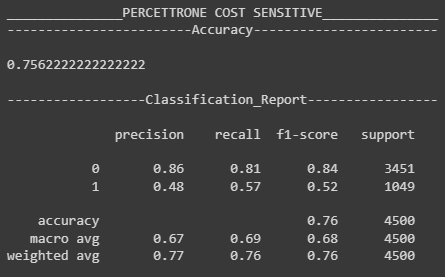 _______________PERCETTRONE COST SENSITIVE_______________
------------------------Accuracy------------------------
0.7562222222222222
------------------Classification_Report-----------------
precision recall f1-score support
0 0.86 0.81 0.84 3451
1 0.48 0.57 0.52 1049
accuracy 0.76 4500
macro avg 0.67 0.69 0.68 4500
weighted avg 0.77 0.76 0.76 4500